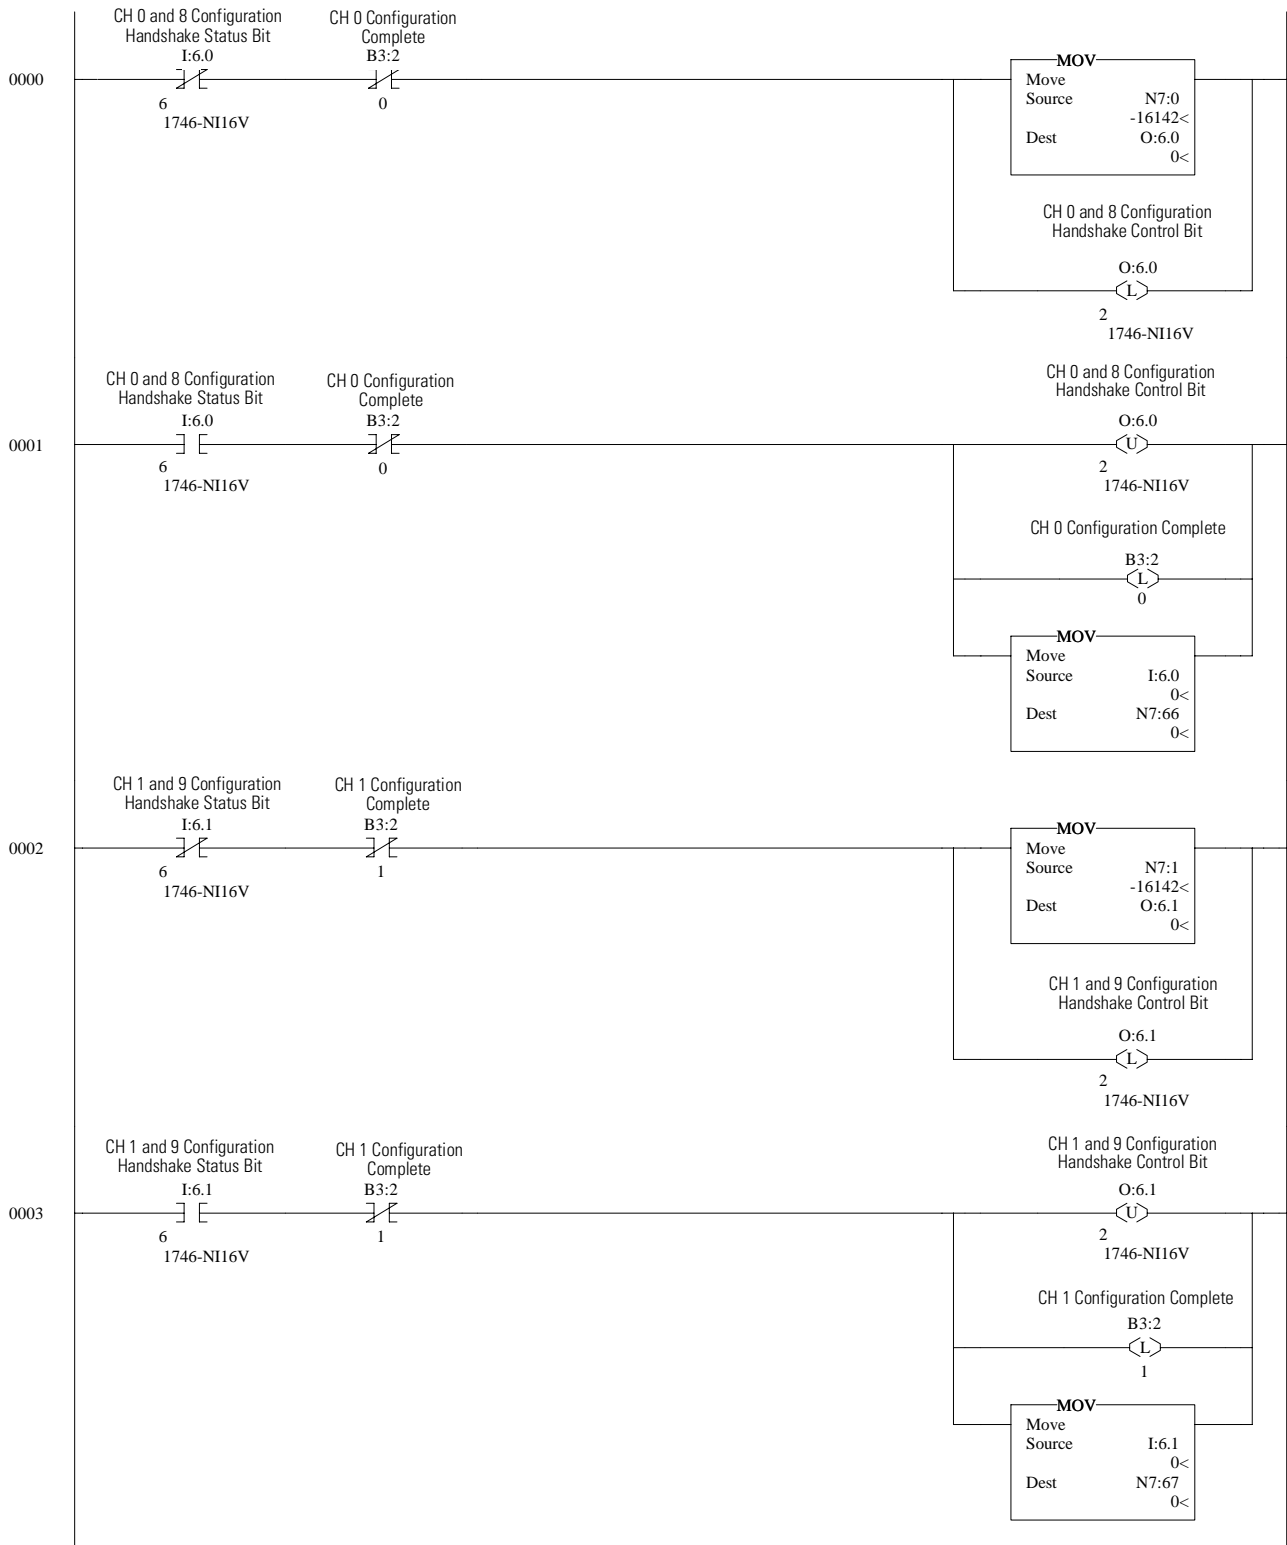 CH 0 and 8 Configuration
Handshake Status Bit
I:6.0
6
1746-NI16V
CH 0 Configuration
Complete
B3:2
0
0000
MOV
Move
Source N7:0
-16142<
Dest O:6.0
0<
CH 0 and 8 Configuration
Handshake Control Bit
O:6.0
L
2
1746-NI16V
CH 0 and 8 Configuration
Handshake Status Bit
I:6.0
6
1746-NI16V
CH 0 Configuration
Complete
B3:2
0
0001
CH 0 and 8 Configuration
Handshake Control Bit
O:6.0
U
2
1746-NI16V
CH 0 Configuration Complete
B3:2
L
0
MOV
Move
Source I:6.0
0<
Dest N7:66
0<
CH 1 and 9 Configuration
Handshake Status Bit
I:6.1
6
1746-NI16V
CH 1 Configuration
Complete
B3:2
1
0002
MOV
Move
Source N7:1
-16142<
Dest O:6.1
0<
CH 1 and 9 Configuration
Handshake Control Bit
O:6.1
L
2
1746-NI16V
CH 1 and 9 Configuration
Handshake Status Bit
I:6.1
6
1746-NI16V
CH 1 Configuration
Complete
B3:2
1
0003
CH 1 and 9 Configuration
Handshake Control Bit
O:6.1
U
2
1746-NI16V
CH 1 Configuration Complete
B3:2
L
1
MOV
Move
Source I:6.1
0<
Dest N7:67
0<